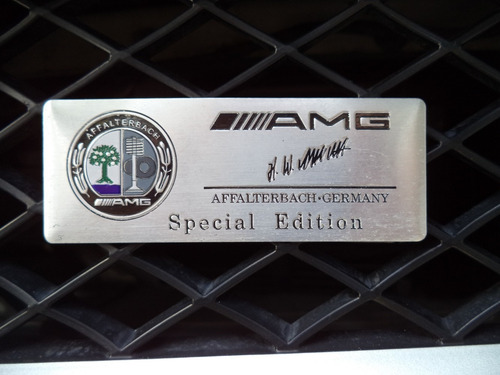 AFFALTERBACH
AMG
AMG
AFFALTERBACH·GERMANY
Special Edition